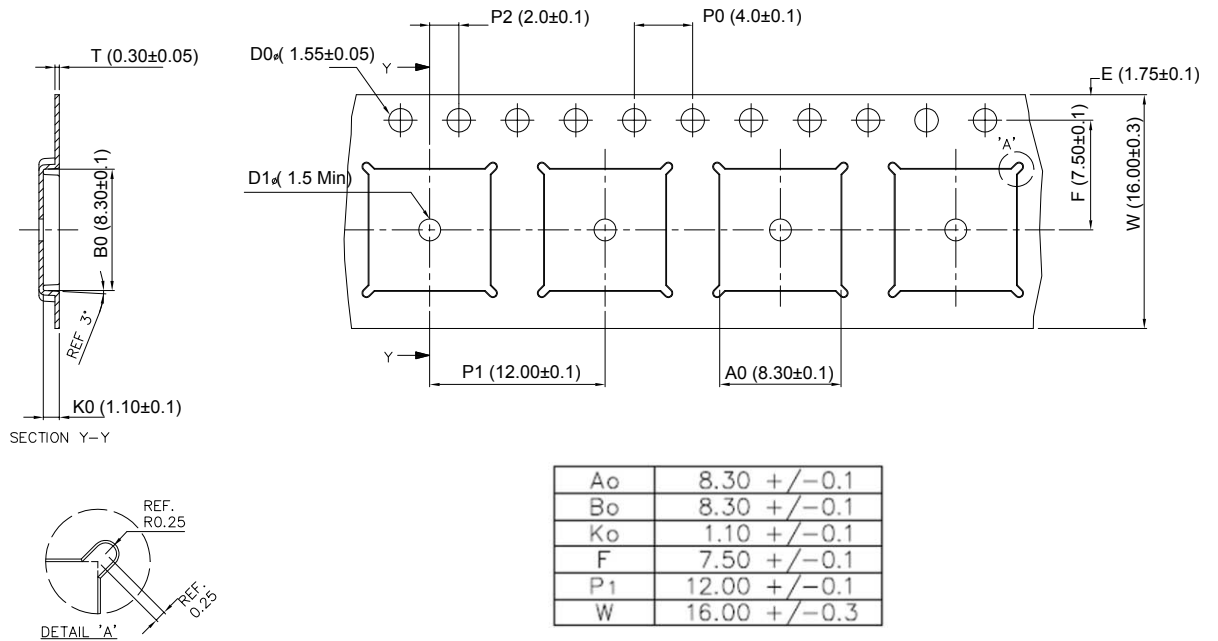 P2 (2.0±0.1)
P0 (4.0±0.1)
T (0.30±0.05)
D0ø( 1.55±0.05)
Y
E (1.75±0.1)
'A'
B0 (8.30±0.1)
D1ø( 1.5 Min)
F (7.50±0.1)
W (16.00±0.3)
REF 3°
Y
P1 (12.00±0.1)
A0 (8.30±0.1)
K0 (1.10±0.1)
SECTION Y-Y
REF.
R0.25
REF.
0.25
DETAIL 'A'
Ao 8.30 +/-0.1
Bo 8.30 +/-0.1
Ko 1.10 +/-0.1
F 7.50 +/-0.1
P1 12.00 +/-0.1
W 16.00 +/-0.3